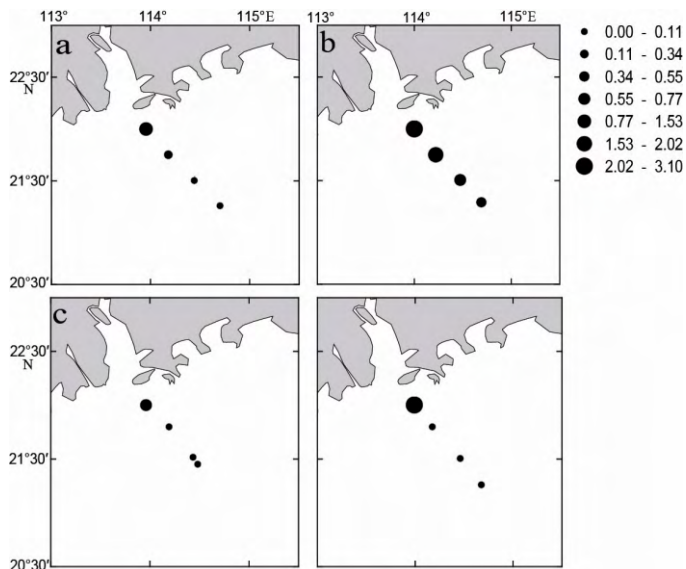 113 114 115°E 113 114 115°E
a
b
22°30′
N
21°30′
20°30′
c
22°30′
N
21°30′
20°30′
0.00 - 0.11
0.11 - 0.34
0.34 - 0.55
0.55 - 0.77
0.77 - 1.53
1.53 - 2.02
2.02 - 3.10